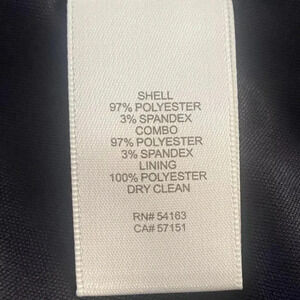 SHELL
97% POLYESTER
3% SPANDEX
COMBO
97% POLYESTER
3% SPANDEX
LINING
100% POLYESTER
DRY CLEAN
RN# 54163
CA# 57151